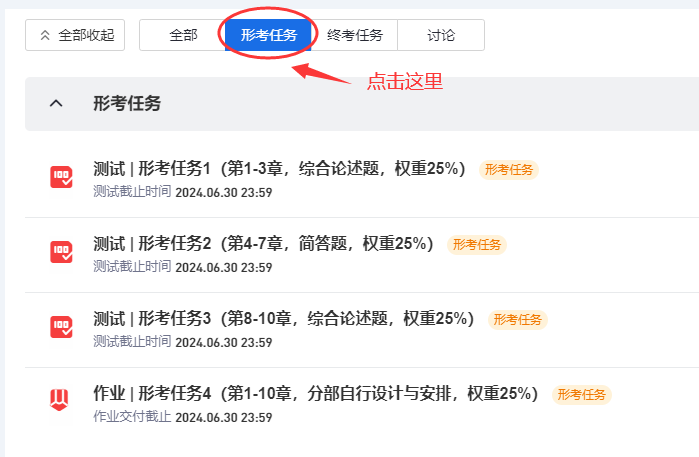 全部收起 全部 形考任务 终考任务 讨论
点击这里
形考任务
测试 | 形考任务1（第1-3章，综合论述题，权重25%） 形考任务
测试截止时间 2024.06.30 23:59
测试 | 形考任务2（第4-7章，简答题，权重25%） 形考任务
测试截止时间 2024.06.30 23:59
测试 | 形考任务3（第8-10章，综合论述题，权重25%） 形考任务
测试截止时间 2024.06.30 23:59
作业 | 形考任务4（第1-10章，分部自行设计与安排，权重25%） 形考任务
作业交付截止 2024.06.30 23:59